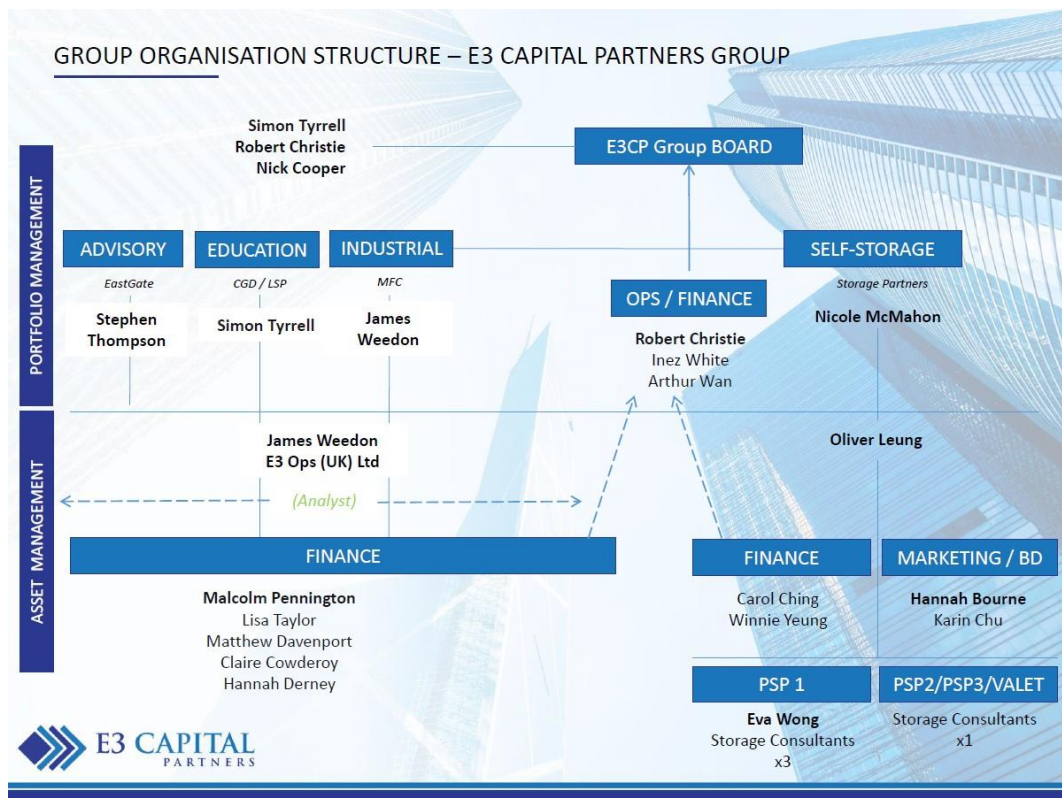 GROUP ORGANISATION STRUCTURE – E3 CAPITAL PARTNERS GROUP
Simon Tyrrell
Robert Christie
Nick Cooper
E3CP Group BOARD
PORTFOLIO MANAGEMENT
ADVISORY
EDUCATION
INDUSTRIAL
SELF-STORAGE
EastGate
CGD / LSP
MFC
Storage Partners
OPS / FINANCE
Stephen
Thompson
Simon Tyrrell
James
Weedon
Nicole McMahon
Robert Christie
Inez White
Arthur Wan
ASSET MANAGEMENT
James Weedon
E3 Ops (UK) Ltd
(Analyst)
Oliver Leung
FINANCE
Malcolm Pennington
Lisa Taylor
Matthew Davenport
Claire Cowderoy
Hannah Derney
FINANCE
Carol Ching
Winnie Yeung
MARKETING / BD
Hannah Bourne
Karin Chu
PSP 1
Eva Wong
Storage Consultants
x3
PSP2/PSP3/VALET
Storage Consultants
x1
E3 CAPITAL
PARTNERS